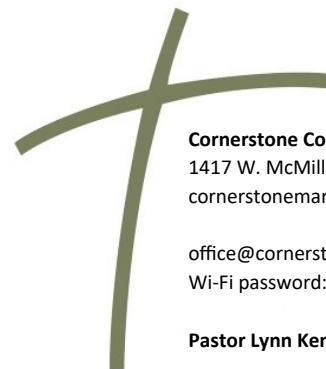 Cornerstone Co
1417 W. McMill
cornerstonemar
office@cornerst
Wi-Fi password:
Pastor Lynn Ker